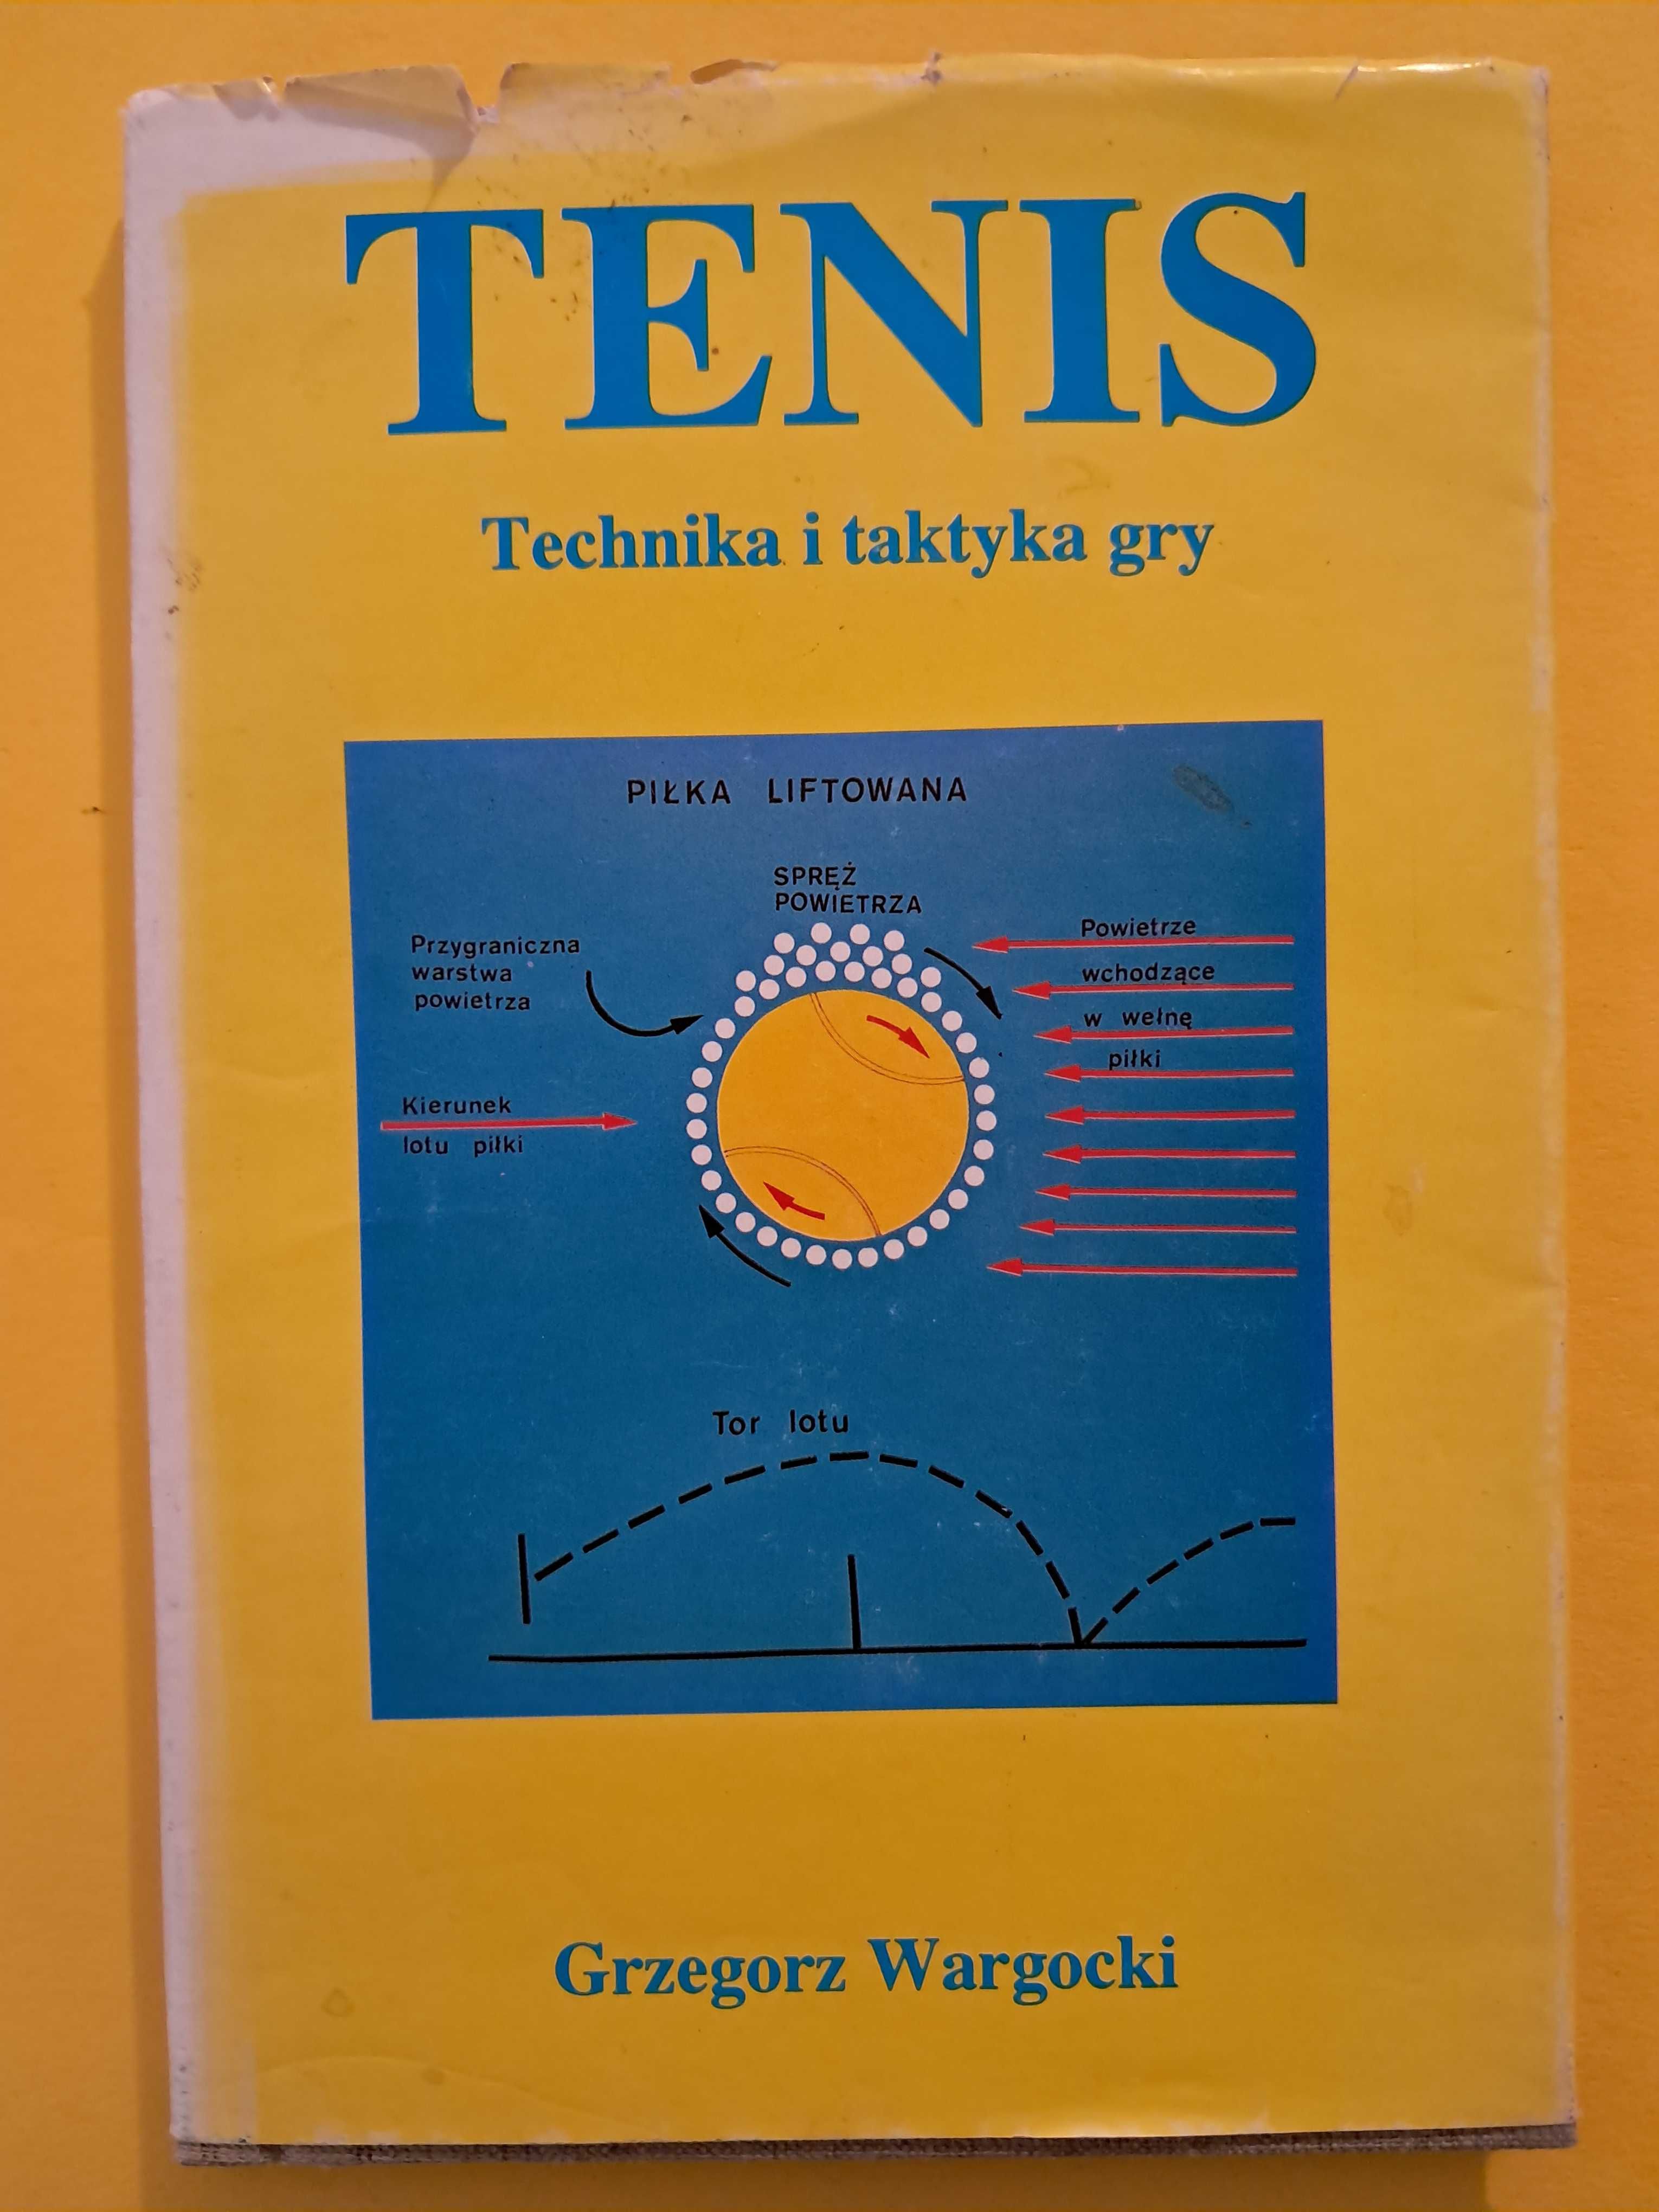 TENIS
Technika i taktyka gry
PIŁKA LIFTOWANA
SPRĘŻ
POWIETRZA
Przygraniczna
warstwa
powietrza
Powietrze
wchodzące
w wełnę
piłki
Kierunek
lotu piłki
Tor lotu
Grzegorz Wargocki